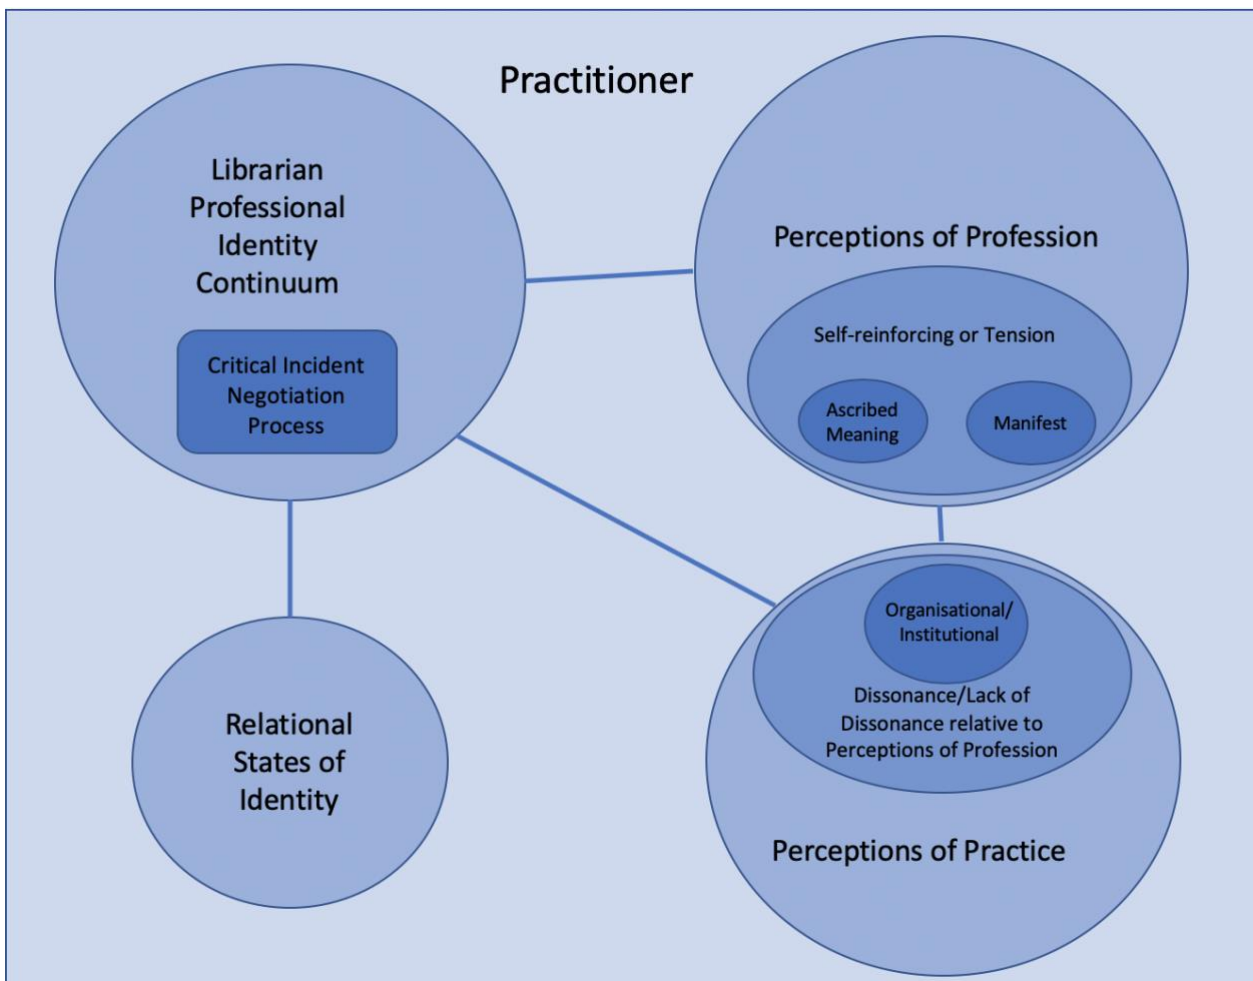 Practitioner
Librarian
Professional
Identity
Continuum
Critical Incident
Negotiation
Process
Perceptions of Profession
Self-reinforcing or Tension
Ascribed
Meaning
Manifest
Relational
States of
Identity
Organisational/
Institutional
Dissonance/Lack of
Dissonance relative to
Perceptions of Profession
Perceptions of Practice